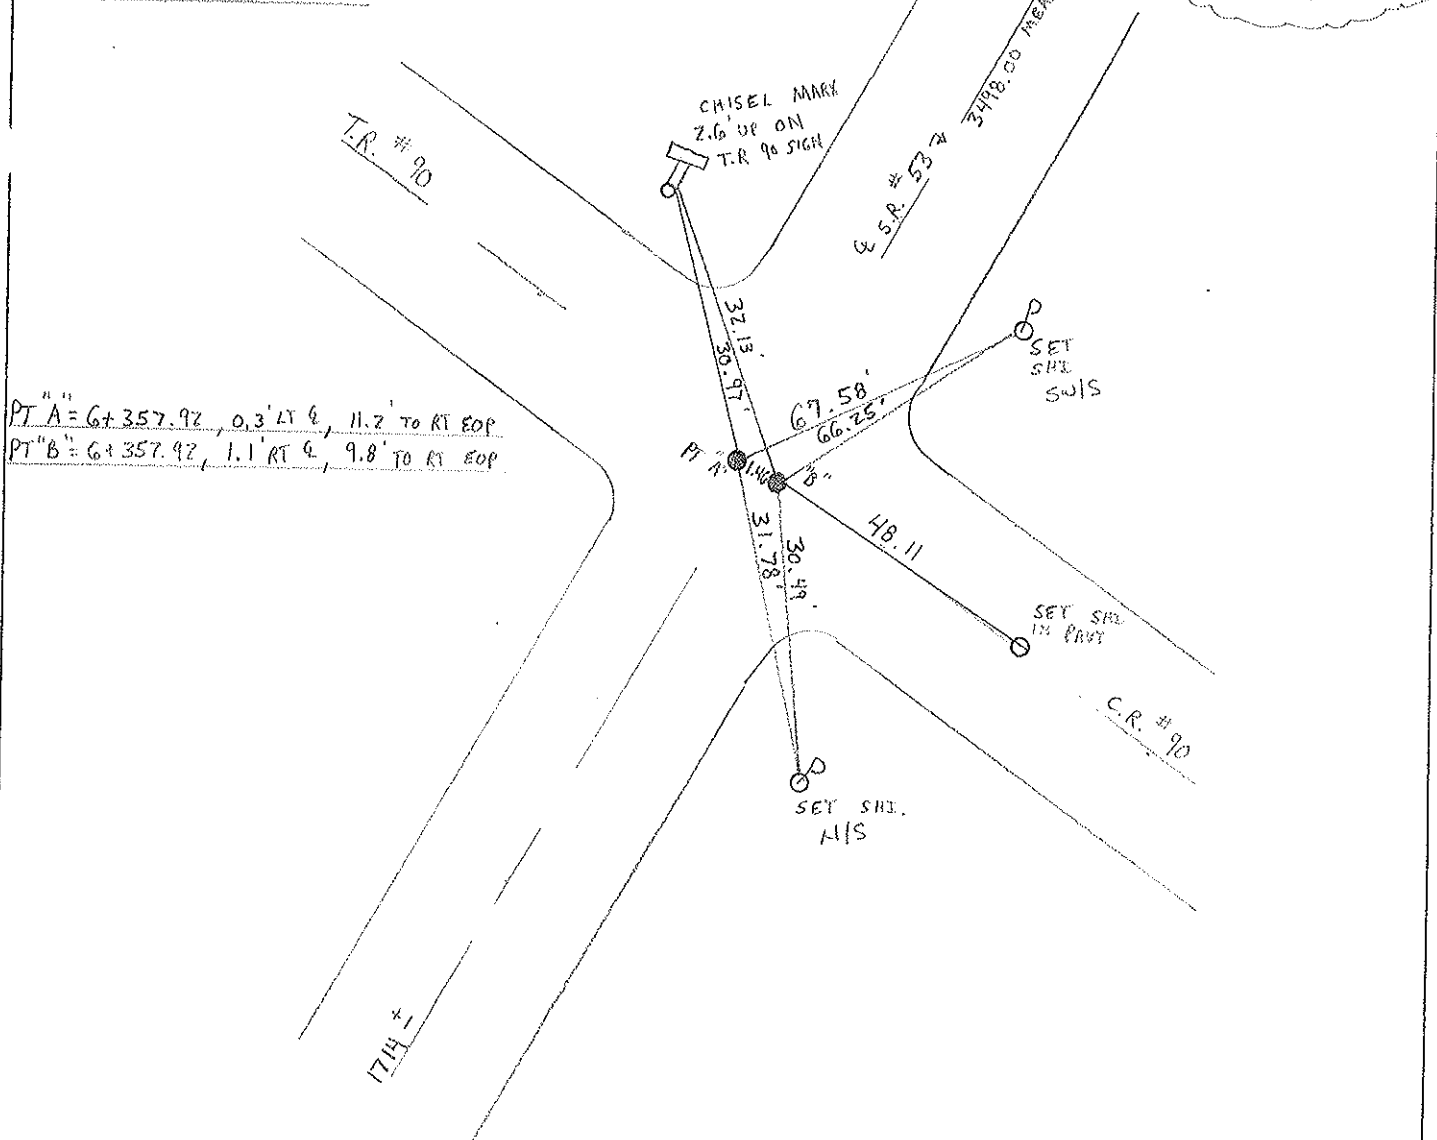 3498.00 MEA
CHISEL MARK
2.6' UP ON
T.R 90 SIGN
T.R. # 90
℄ S.R. # 53
32.13'
30.97'
SET
SHI
SW/S
67.58'
66.25'
PT "A" = 6+357.92, 0.3' LT ℄, 11.2' TO RT EOP
PT "B" = 6+357.92, 1.1' RT ℄, 9.8' TO RT EOP
PT "A"
1.46
"B"
31.78'
30.49'
48.11
SET SHI
IN PAVT
C.R. # 90
SET SHI.
N/S
1714 ±